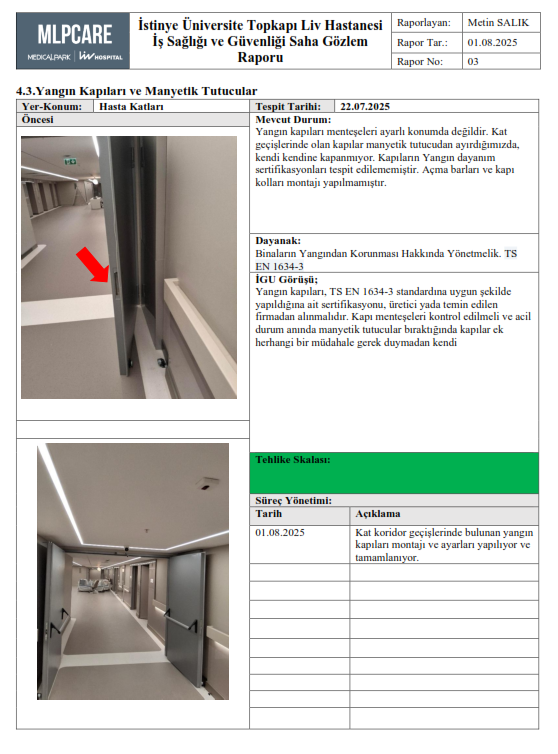 MLPCARE
MEDICALPARK
LIV HOSPITAL
İstinye Üniversite Topkapı Liv Hastanesi
İş Sağlığı ve Güvenliği Saha Gözlem
Raporu
Raporlayan: Metin SALIK
Rapor Tar.: 01.08.2025
Rapor No: 03
4.3.Yangın Kapıları ve Manyetik Tutucular
Yer-Konum: Hasta Katları
Tespit Tarihi: 22.07.2025
Öncesi
Mevcut Durum:
Yangın kapıları menteşeleri ayarlı konumda değildir. Kat
geçişlerinde olan kapılar manyetik tutucudan ayırdığımızda,
kendi kendine kapanmıyor. Kapıların Yangın dayanım
sertifikasyonları tespit edilememiştir. Açma barları ve kapı
kolları montajı yapılmamıştır.
Dayanak:
Binaların Yangından Korunması Hakkında Yönetmelik. TS
EN 1634-3
İGU Görüşü;
Yangın kapıları, TS EN 1634-3 standardına uygun şekilde
yapıldığına ait sertifikasyonu, üretici yada temin edilen
firmadan alınmalıdır. Kapı menteşeleri kontrol edilmeli ve acil
durum anında manyetik tutucular bıraktığında kapılar ek
herhangi bir müdahale gerek duymadan kendi
Tehlike Skalası:
Süreç Yönetimi:
Tarih Açıklama
01.08.2025 Kat koridor geçişlerinde bulunan yangın
kapıları montajı ve ayarları yapılıyor ve
tamamlanıyor.